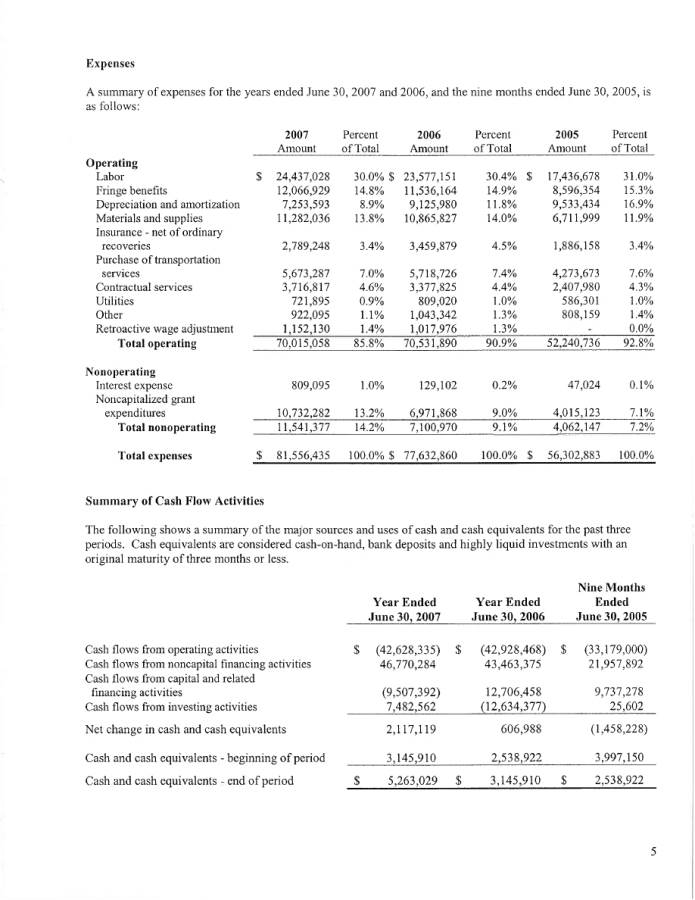 Expenses
A summary of expenses for the years ended June 30, 2007 and 2006, and the nine months ended June 30, 2005, is
as follows:
2007 Percent 2006 Percent 2005 Percent
Amount of Total Amount of Total Amount of Total
Operating
Labor $ 24,437,028 30.0% $ 23,577,151 30.4% $ 17,436,678 31.0%
Fringe benefits 12,066,929 14.8% 11,536,164 14.9% 8,596,354 15.3%
Depreciation and amortization 7,253,593 8.9% 9,125,980 11.8% 9,533,434 16.9%
Materials and supplies 11,282,036 13.8% 10,865,827 14.0% 6,711,999 11.9%
Insurance - net of ordinary
recoveries 2,789,248 3.4% 3,459,879 4.5% 1,886,158 3.4%
Purchase of transportation
services 5,673,287 7.0% 5,718,726 7.4% 4,273,673 7.6%
Contractual services 3,716,817 4.6% 3,377,825 4.4% 2,407,980 4.3%
Utilities 721,895 0.9% 809,020 1.0% 586,301 1.0%
Other 922,095 1.1% 1,043,342 1.3% 808,159 1.4%
Retroactive wage adjustment 1,152,130 1.4% 1,017,976 1.3% - 0.0%
Total operating 70,015,058 85.8% 70,531,890 90.9% 52,240,736 92.8%
Nonoperating
Interest expense 809,095 1.0% 129,102 0.2% 47,024 0.1%
Noncapitalized grant
expenditures 10,732,282 13.2% 6,971,868 9.0% 4,015,123 7.1%
Total nonoperating 11,541,377 14.2% 7,100,970 9.1% 4,062,147 7.2%
Total expenses $ 81,556,435 100.0% $ 77,632,860 100.0% $ 56,302,883 100.0%
Summary of Cash Flow Activities
The following shows a summary of the major sources and uses of cash and cash equivalents for the past three
periods. Cash equivalents are considered cash-on-hand, bank deposits and highly liquid investments with an
original maturity of three months or less.
Nine Months
Year Ended Year Ended Ended
June 30, 2007 June 30, 2006 June 30, 2005
Cash flows from operating activities $ (42,628,335) $ (42,928,468) $ (33,179,000)
Cash flows from noncapital financing activities 46,770,284 43,463,375 21,957,892
Cash flows from capital and related
financing activities (9,507,392) 12,706,458 9,737,278
Cash flows from investing activities 7,482,562 (12,634,377) 25,602
Net change in cash and cash equivalents 2,117,119 606,988 (1,458,228)
Cash and cash equivalents - beginning of period 3,145,910 2,538,922 3,997,150
Cash and cash equivalents - end of period $ 5,263,029 $ 3,145,910 $ 2,538,922
5